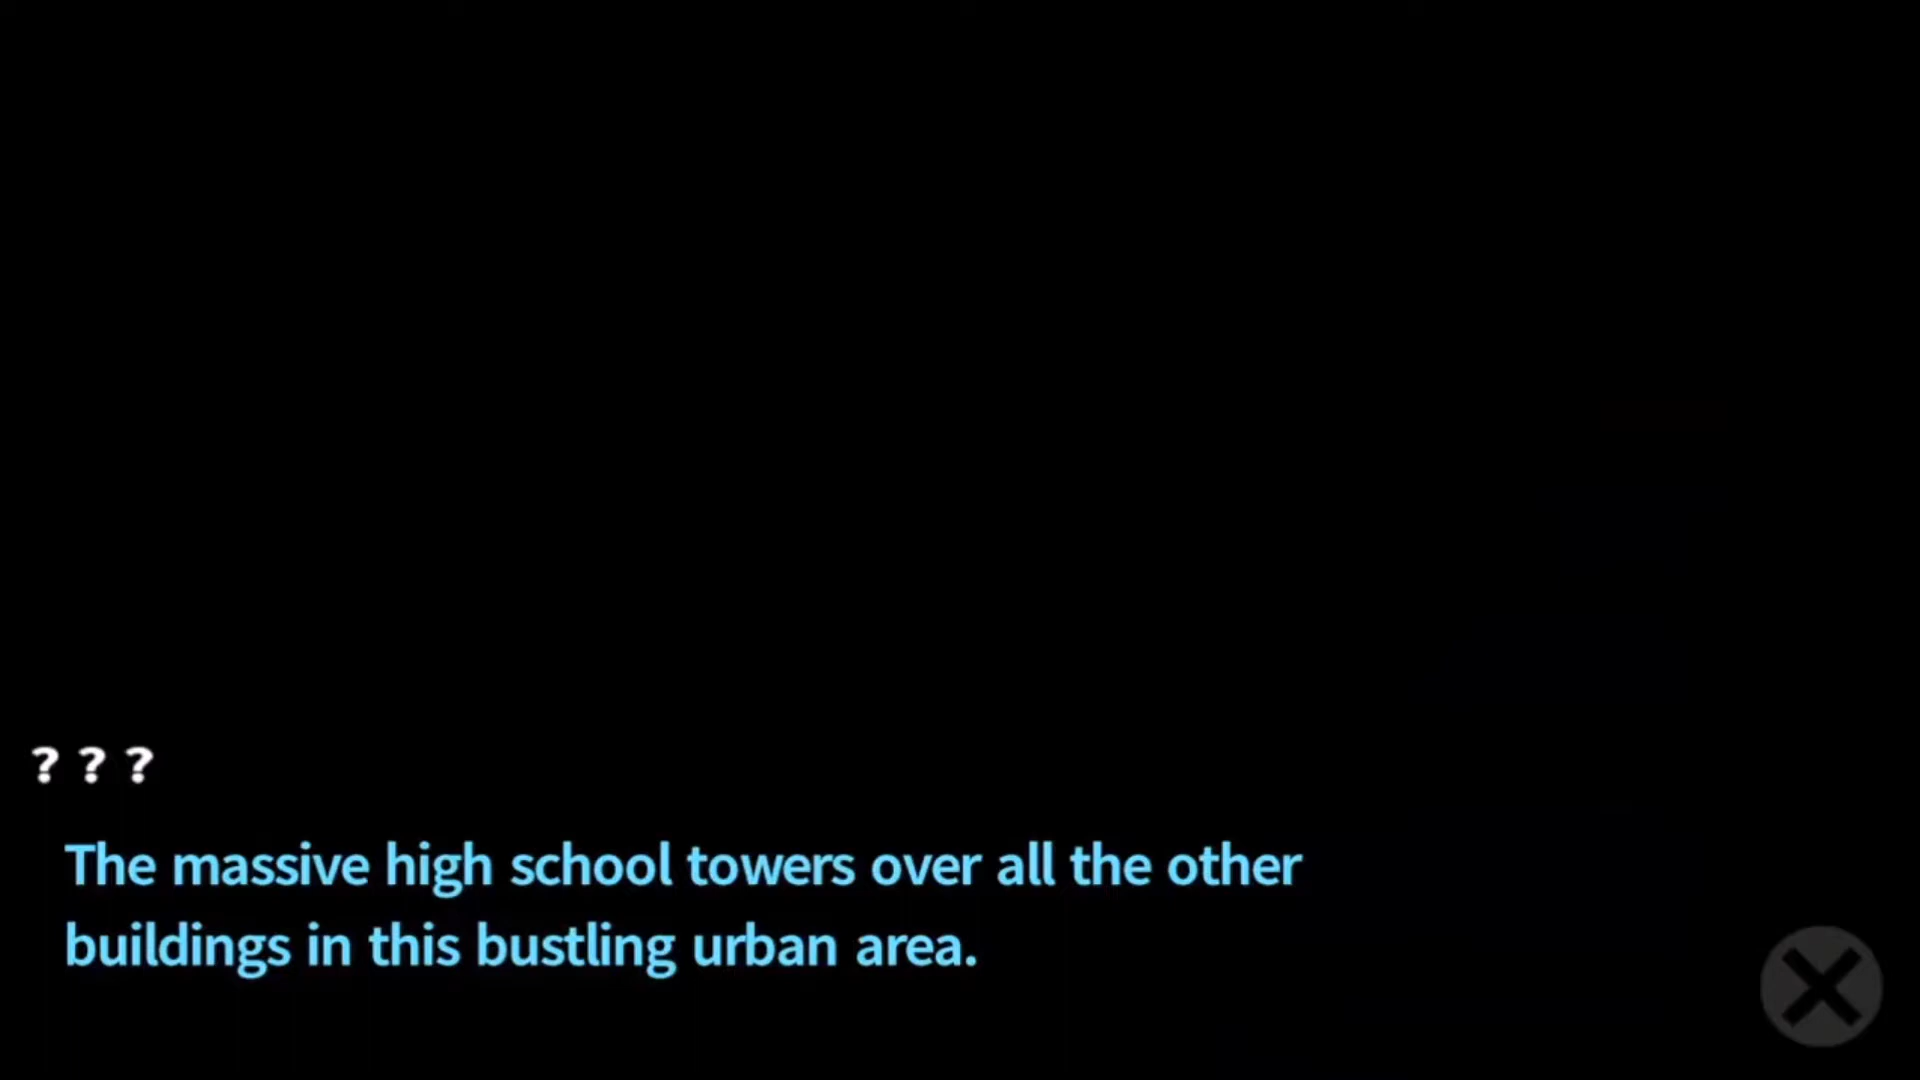 ? ? ?
The massive high school towers over all the other
buildings in this bustling urban area.